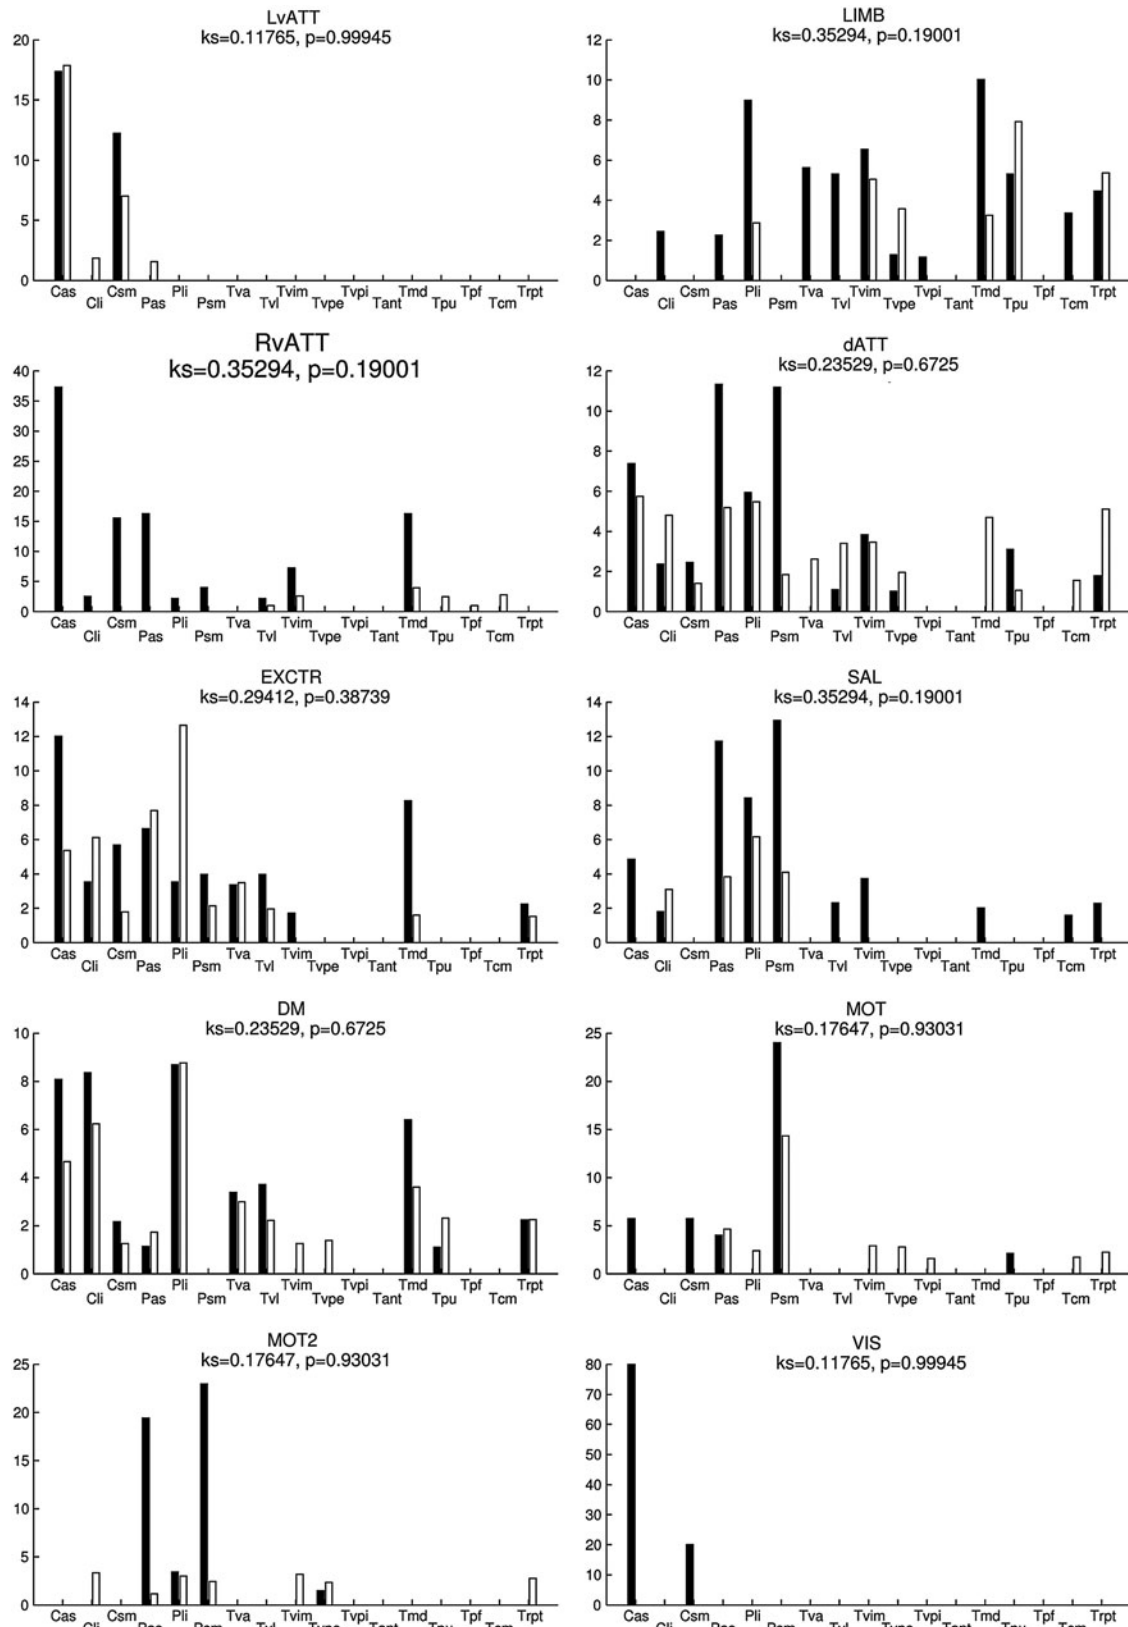 LvATT
ks=0.11765, p=0.99945
20
15
10
5
0
Cas Csm Pli Tva Tvim Tvpi Tmd Tpf Trpt
Cli Pas Psm Tvl Tvpe Tant Tpu Tcm
LIMB
ks=0.35294, p=0.19001
12
10
8
6
4
2
0
Cas Csm Pli Tva Tvim Tvpi Tmd Tpf Trpt
Cli Pas Psm Tvl Tvpe Tant Tpu Tcm
RvATT
ks=0.35294, p=0.19001
40
35
30
25
20
15
10
5
0
Cas Csm Pli Tva Tvim Tvpi Tmd Tpf Trpt
Cli Pas Psm Tvl Tvpe Tant Tpu Tcm
dATT
ks=0.23529, p=0.6725
12
10
8
6
4
2
0
Cas Csm Pli Tva Tvim Tvpi Tmd Tpf Trpt
Cli Pas Psm Tvl Tvpe Tant Tpu Tcm
EXCTR
ks=0.29412, p=0.38739
14
12
10
8
6
4
2
0
Cas Csm Pli Tva Tvim Tvpi Tmd Tpf Trpt
Cli Pas Psm Tvl Tvpe Tant Tpu Tcm
SAL
ks=0.35294, p=0.19001
14
12
10
8
6
4
2
0
Cas Csm Pli Tva Tvim Tvpi Tmd Tpf Trpt
Cli Pas Psm Tvl Tvpe Tant Tpu Tcm
DM
ks=0.23529, p=0.6725
10
8
6
4
2
0
Cas Csm Pli Tva Tvim Tvpi Tmd Tpf Trpt
Cli Pas Psm Tvl Tvpe Tant Tpu Tcm
MOT
ks=0.17647, p=0.93031
25
20
15
10
5
0
Cas Csm Pli Tva Tvim Tvpi Tmd Tpf Trpt
Cli Pas Psm Tvl Tvpe Tant Tpu Tcm
MOT2
ks=0.17647, p=0.93031
25
20
15
10
5
0
Cas Csm Pli Tva Tvim Tvpi Tmd Tpf Trpt
VIS
ks=0.11765, p=0.99945
80
70
60
50
40
30
20
10
0
Cas Csm Pli Tva Tvim Tvpi Tmd Tpf Trpt